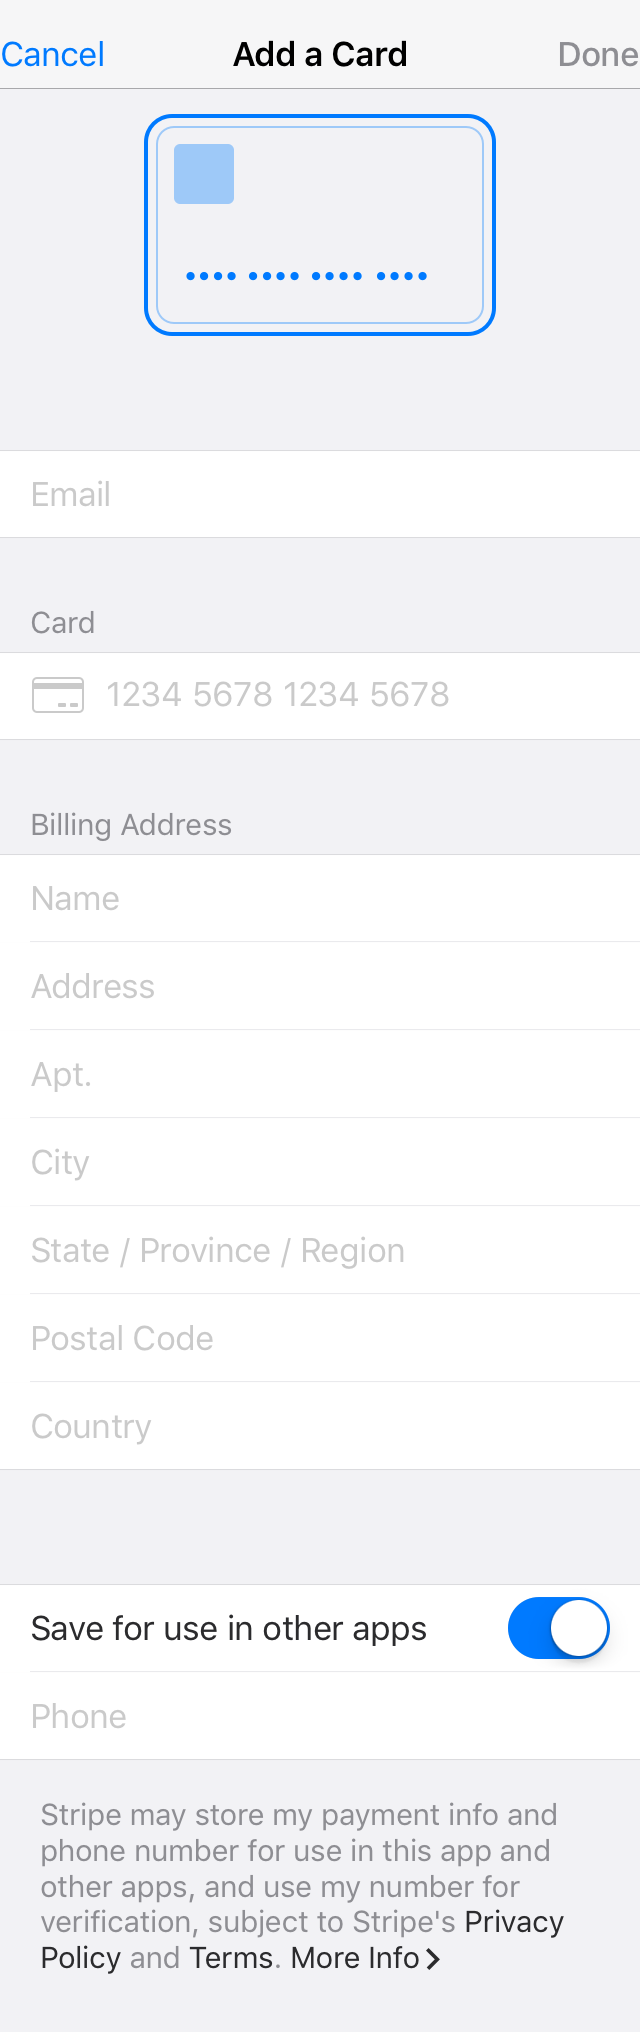 Cancel Add a Card Done
•••• •••• •••• ••••
Email
Card
1234 5678 1234 5678
Billing Address
Name
Address
Apt.
City
State / Province / Region
Postal Code
Country
Save for use in other apps
Phone
Stripe may store my payment info and
phone number for use in this app and
other apps, and use my number for
verification, subject to Stripe's Privacy
Policy and Terms. More Info